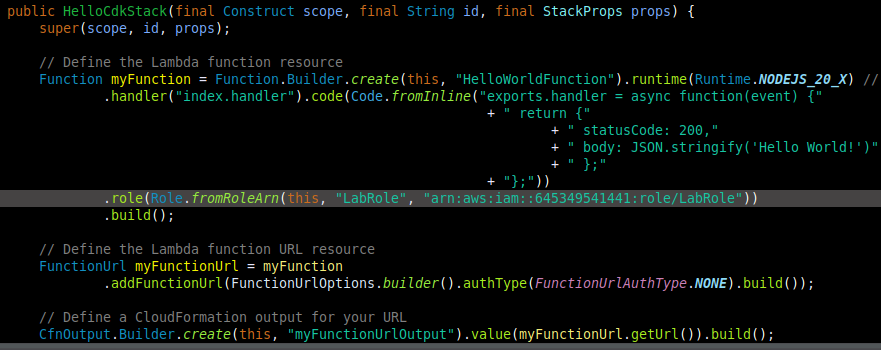 public HelloCdkStack(final Construct scope, final String id, final StackProps props) {
super(scope, id, props);
// Define the Lambda function resource
Function myFunction = Function.Builder.create(this, "HelloWorldFunction").runtime(Runtime.NODEJS_20_X) //
.handler("index.handler").code(Code.fromInline("exports.handler = async function(event) {"
+ " return {"
+ " statusCode: 200,"
+ " body: JSON.stringify('Hello World!')"
+ " };"
+ "};"))
.role(Role.fromRoleArn(this, "LabRole", "arn:aws:iam::645349541441:role/LabRole"))
.build();
// Define the Lambda function URL resource
FunctionUrl myFunctionUrl = myFunction
.addFunctionUrl(FunctionUrlOptions.builder().authType(FunctionUrlAuthType.NONE).build());
// Define a CloudFormation output for your URL
CfnOutput.Builder.create(this, "myFunctionUrlOutput").value(myFunctionUrl.getUrl()).build();